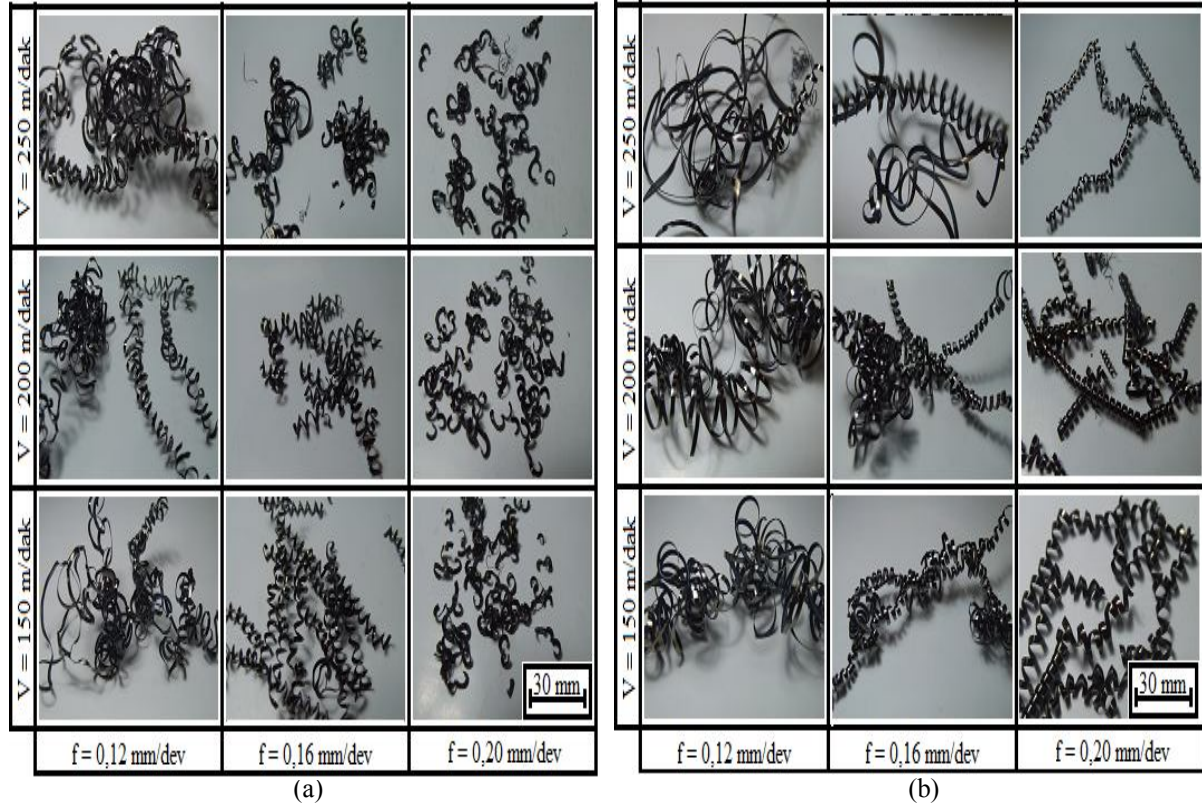 V = 250 m/dak
V = 200 m/dak
V = 150 m/dak
30 mm
f = 0,12 mm/dev
f = 0,16 mm/dev
f = 0,20 mm/dev
(a)
V = 250 m/dak
V = 200 m/dak
V = 150 m/dak
30 mm
f = 0,12 mm/dev
f = 0,16 mm/dev
f = 0,20 mm/dev
(b)